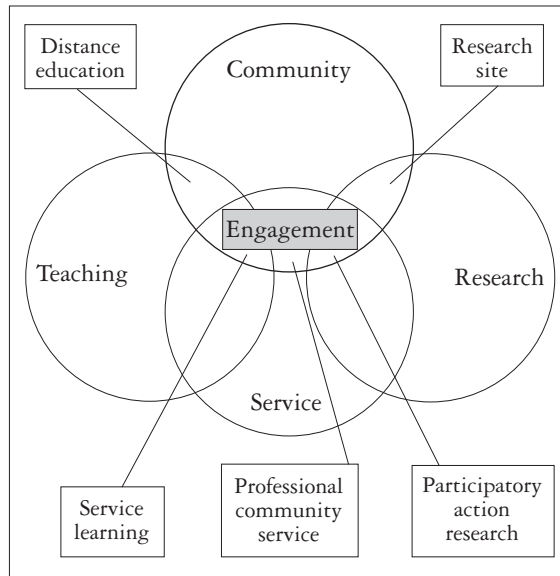 Distance
education
Research
site
Community
Engagement
Teaching
Research
Service
Service
learning
Professional
community
service
Participatory
action
research